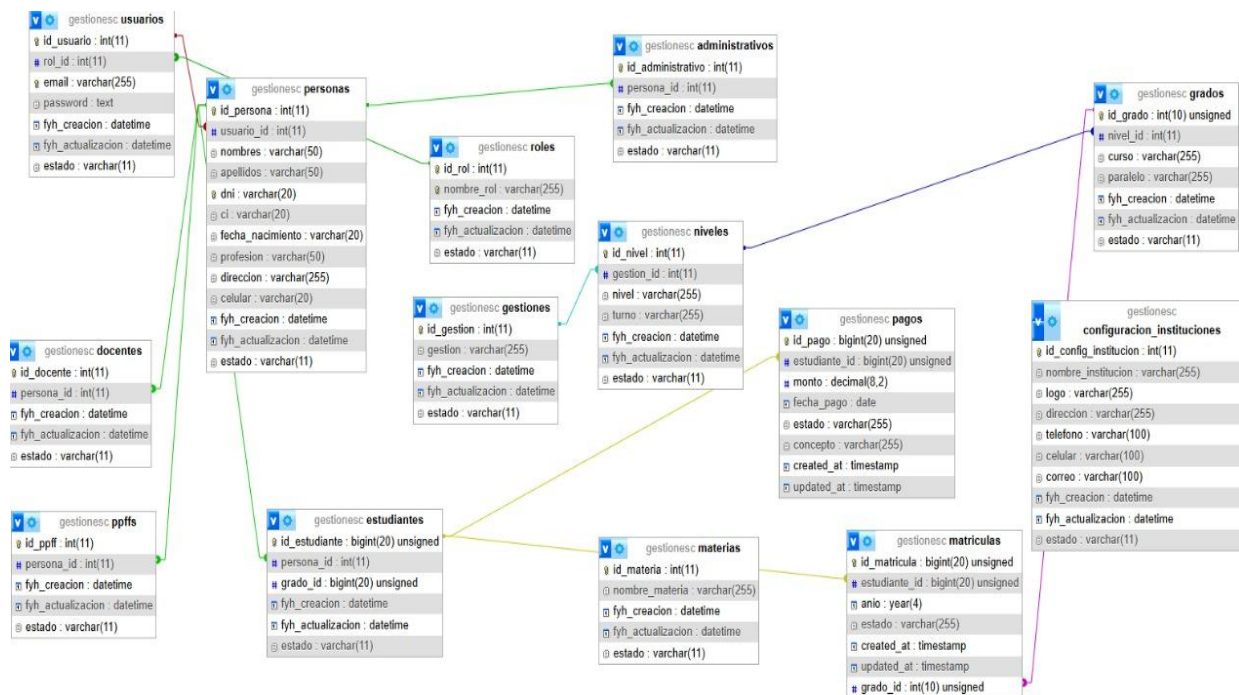 gestionesc usuarios
id_usuario : int(11)
rol_id : int(11)
email : varchar(255)
password : text
fyh_creacion : datetime
fyh_actualizacion : datetime
estado : varchar(11)
gestionesc personas
id_persona : int(11)
usuario_id : int(11)
nombres : varchar(50)
apellidos : varchar(50)
dni : varchar(20)
ci : varchar(20)
fecha_nacimiento : varchar(20)
profesion : varchar(50)
direccion : varchar(255)
celular : varchar(20)
fyh_creacion : datetime
fyh_actualizacion : datetime
estado : varchar(11)
gestionesc administrativos
id_administrativo : int(11)
persona_id : int(11)
fyh_creacion : datetime
fyh_actualizacion : datetime
estado : varchar(11)
gestionesc grados
id_grado : int(10) unsigned
nivel_id : int(11)
curso : varchar(255)
paralelo : varchar(255)
fyh_creacion : datetime
fyh_actualizacion : datetime
estado : varchar(11)
gestionesc roles
id_rol : int(11)
nombre_rol : varchar(255)
fyh_creacion : datetime
fyh_actualizacion : datetime
estado : varchar(11)
gestionesc niveles
id_nivel : int(11)
gestion_id : int(11)
nivel : varchar(255)
turno : varchar(255)
fyh_creacion : datetime
fyh_actualizacion : datetime
estado : varchar(11)
gestionesc gestiones
id_gestion : int(11)
gestion : varchar(255)
fyh_creacion : datetime
fyh_actualizacion : datetime
estado : varchar(11)
gestionesc pagos
id_pago : bigint(20) unsigned
estudiante_id : bigint(20) unsigned
monto : decimal(8,2)
fecha_pago : date
estado : varchar(255)
concepto : varchar(255)
created_at : timestamp
updated_at : timestamp
gestionesc
configuracion_instituciones
id_config_institucion : int(11)
nombre_institucion : varchar(255)
logo : varchar(255)
direccion : varchar(255)
telefono : varchar(100)
celular : varchar(100)
correo : varchar(100)
fyh_creacion : datetime
fyh_actualizacion : datetime
estado : varchar(11)
gestionesc docentes
id_docente : int(11)
persona_id : int(11)
fyh_creacion : datetime
fyh_actualizacion : datetime
estado : varchar(11)
gestionesc ppffs
id_ppff : int(11)
persona_id : int(11)
fyh_creacion : datetime
fyh_actualizacion : datetime
estado : varchar(11)
gestionesc estudiantes
id_estudiante : bigint(20) unsigned
persona_id : int(11)
grado_id : bigint(20) unsigned
fyh_creacion : datetime
fyh_actualizacion : datetime
estado : varchar(11)
gestionesc materias
id_materia : int(11)
nombre_materia : varchar(255)
fyh_creacion : datetime
fyh_actualizacion : datetime
estado : varchar(11)
gestionesc matriculas
id_matricula : bigint(20) unsigned
estudiante_id : bigint(20) unsigned
anio : year(4)
estado : varchar(255)
created_at : timestamp
updated_at : timestamp
grado_id : int(10) unsigned